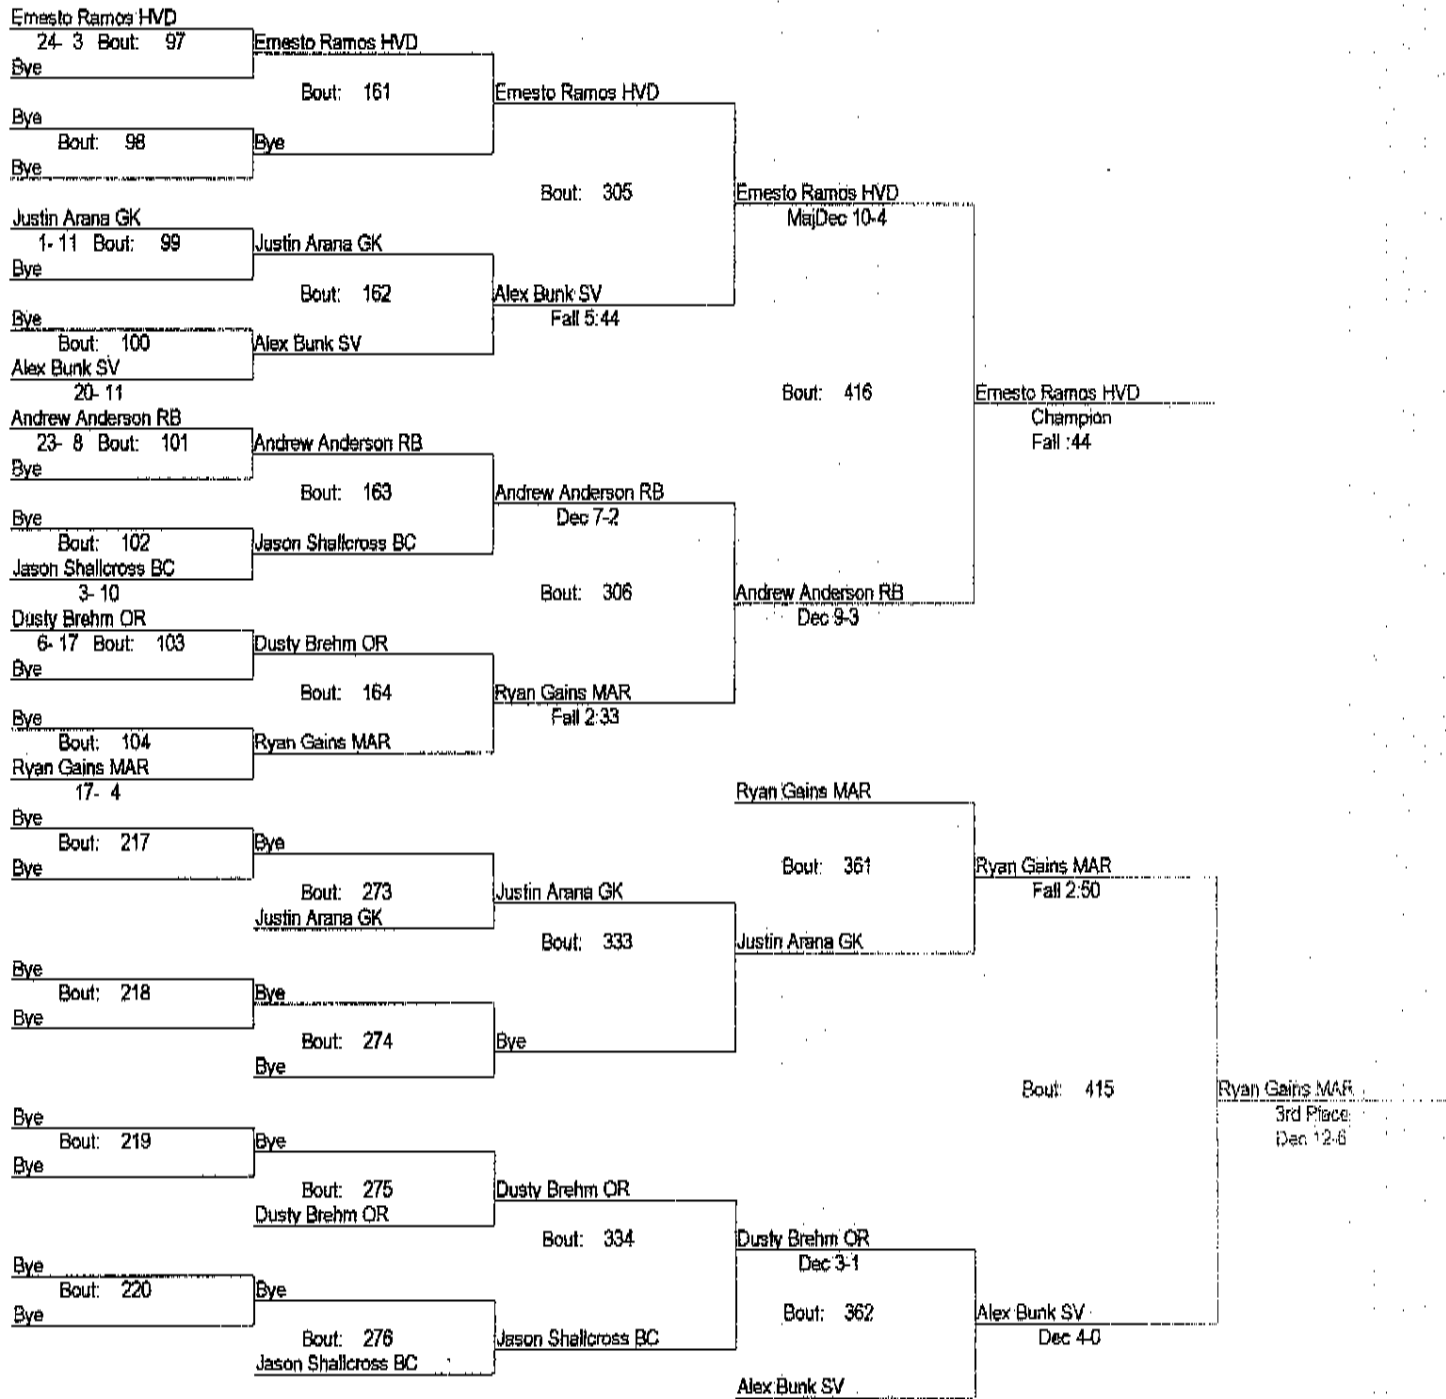 Ernesto Ramos HVD
24- 3 Bout: 97
Bye
Ernesto Ramos HVD
Bout: 161
Bye
Bout: 98
Bye
Bye
Ernesto Ramos HVD
Bout: 305
Justin Arana GK
1- 11 Bout: 99
Bye
Justin Arana GK
Bout: 162
Bye
Bout: 100
Alex Bunk SV
20- 11
Alex Bunk SV
Alex Bunk SV
Fall 5:44
Ernesto Ramos HVD
MajDec 10-4
Bout: 416
Andrew Anderson RB
23- 8 Bout: 101
Bye
Andrew Anderson RB
Bout: 163
Bye
Bout: 102
Jason Shallcross BC
3- 10
Jason Shallcross BC
Andrew Anderson RB
Dec 7-2
Bout: 306
Dusty Brehm OR
6- 17 Bout: 103
Bye
Dusty Brehm OR
Bout: 164
Bye
Bout: 104
Ryan Gains MAR
17- 4
Ryan Gains MAR
Ryan Gains MAR
Fall 2:33
Andrew Anderson RB
Dec 9-3
Ernesto Ramos HVD
Champion
Fall :44
Bye
Bout: 217
Bye
Bye
Bout: 273
Justin Arana GK
Justin Arana GK
Bout: 333
Bye
Bout: 218
Bye
Bye
Bout: 274
Bye
Bye
Ryan Gains MAR
Bout: 361
Justin Arana GK
Ryan Gains MAR
Fall 2:50
Bout: 415
Bye
Bout: 219
Bye
Bye
Bout: 275
Dusty Brehm OR
Dusty Brehm OR
Bout: 334
Bye
Bout: 220
Bye
Bye
Bout: 276
Jason Shallcross BC
Jason Shallcross BC
Dusty Brehm OR
Dec 3-1
Bout: 362
Alex Bunk SV
Alex Bunk SV
Dec 4-0
Ryan Gains MAR
3rd Place
Dec 12-6